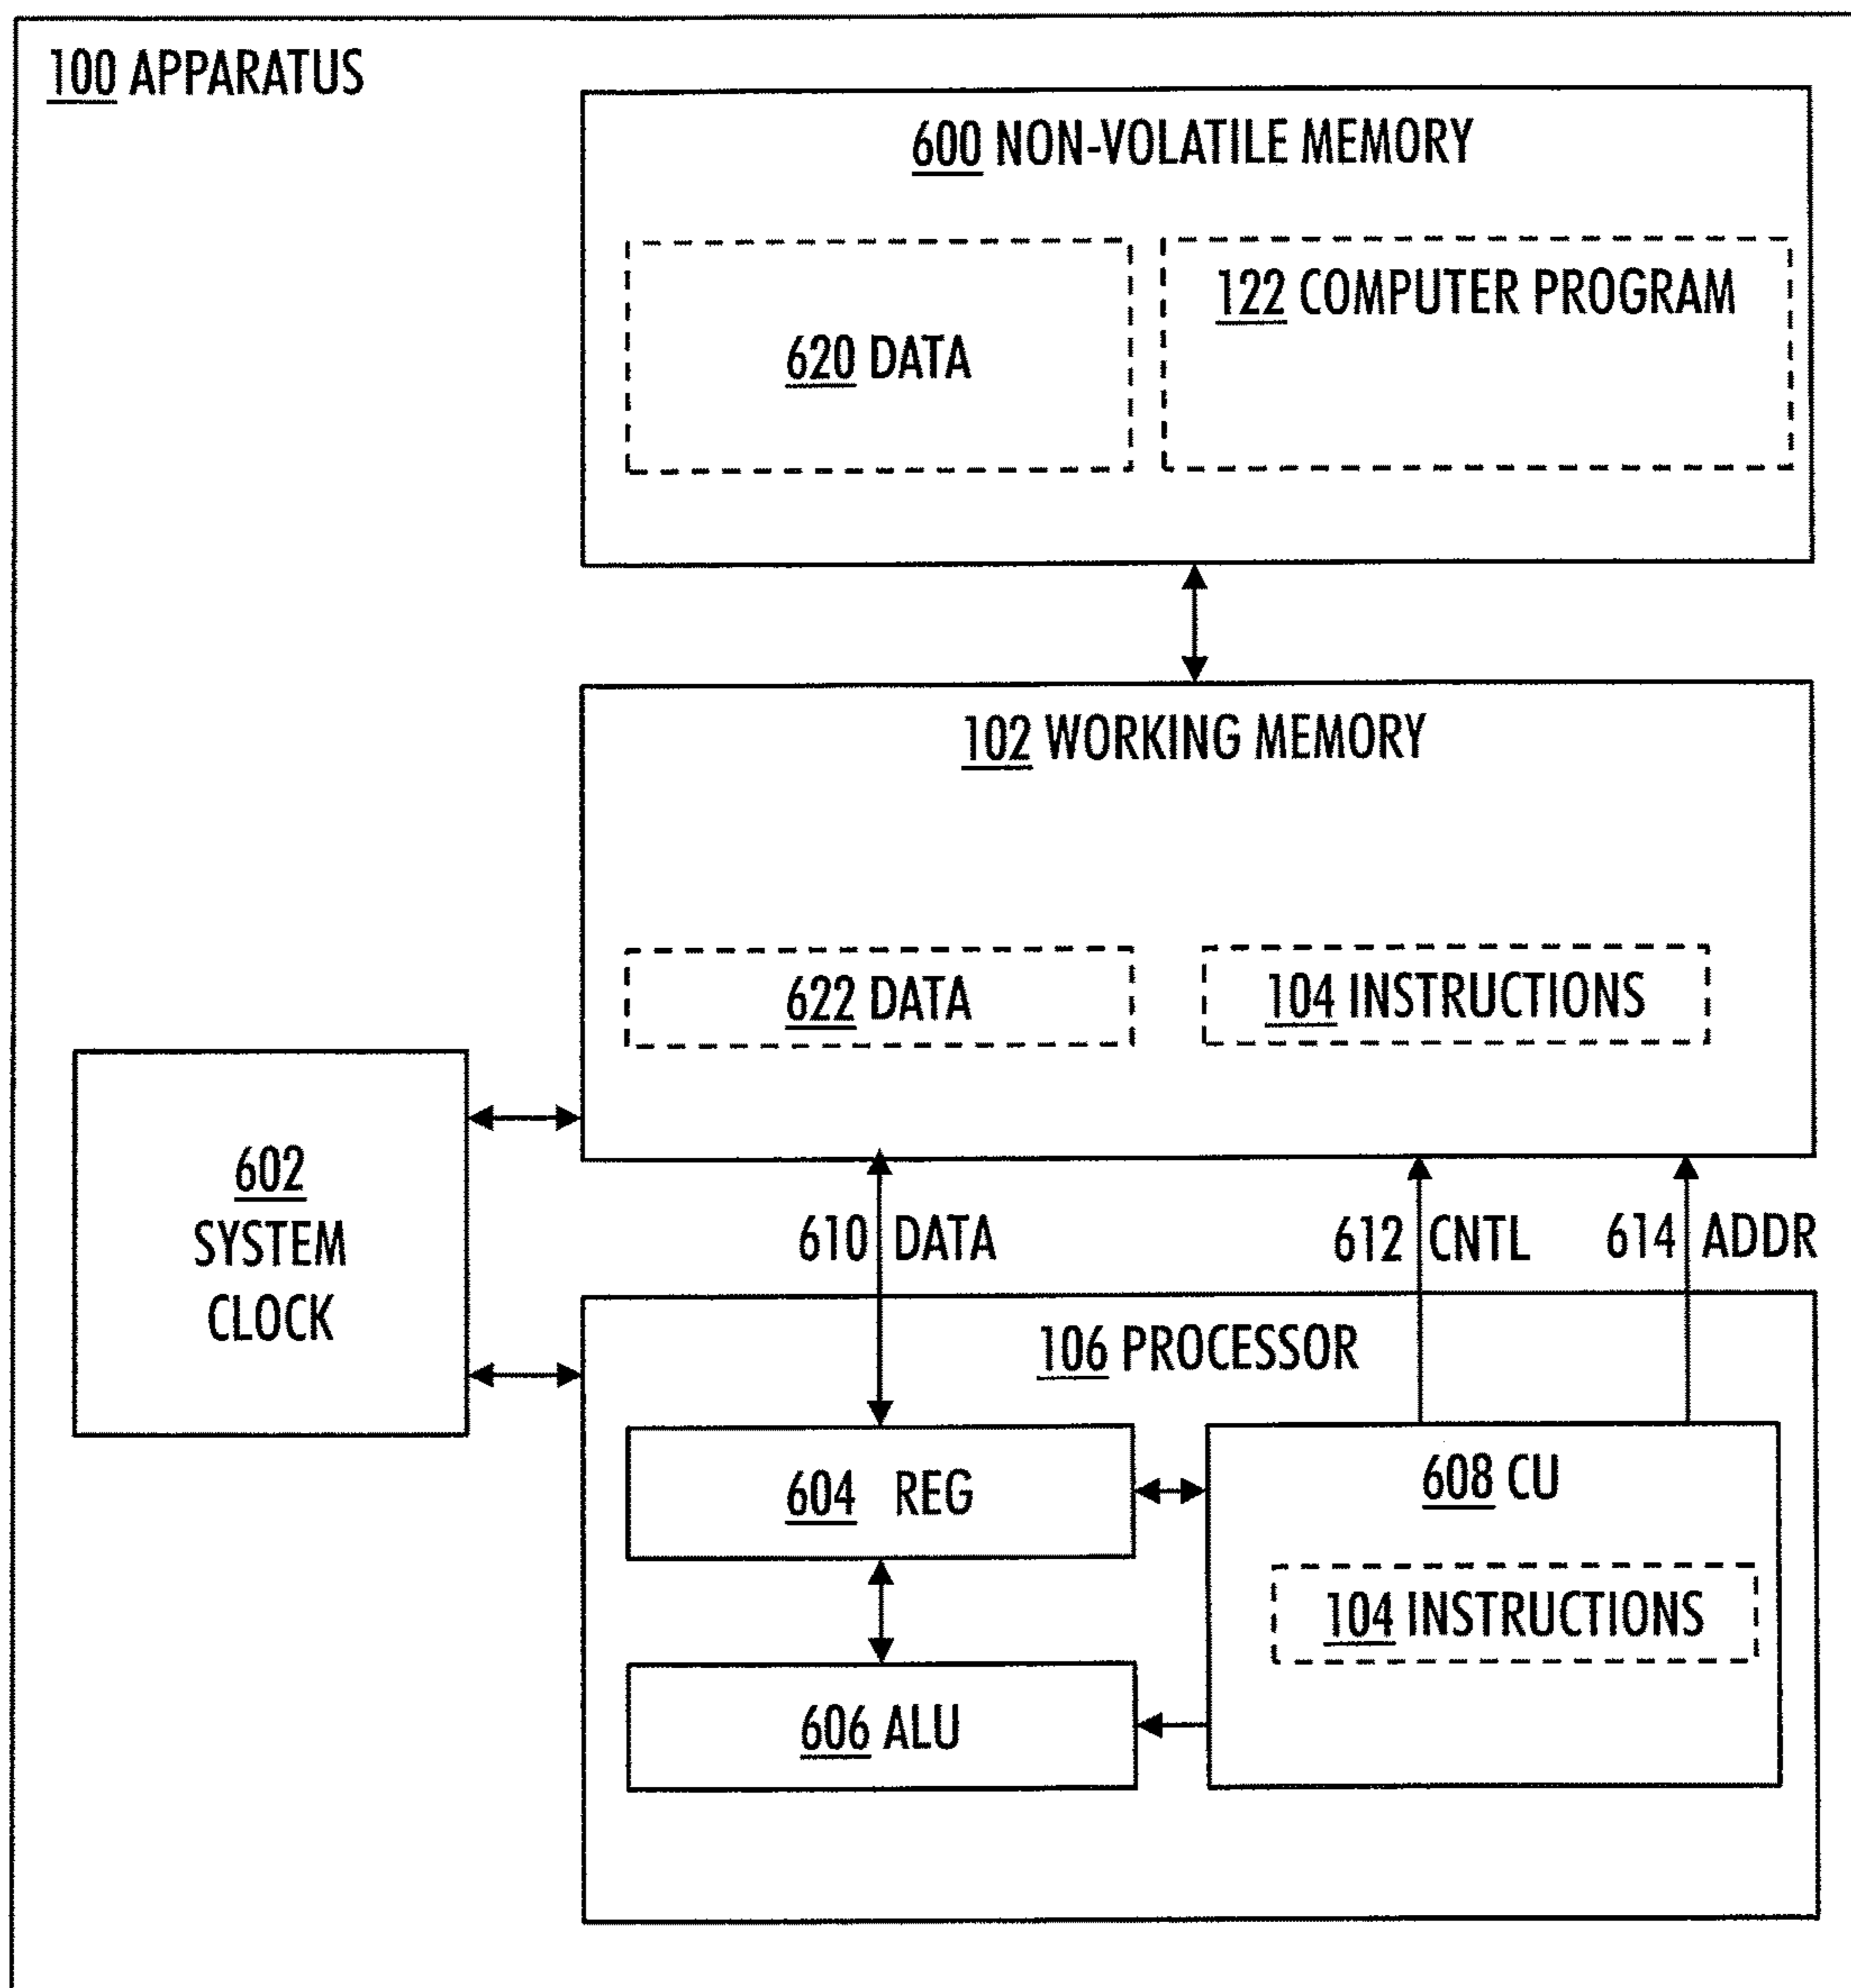 100 APPARATUS
600 NON-VOLATILE MEMORY
620 DATA
122 COMPUTER PROGRAM
102 WORKING MEMORY
622 DATA
104 INSTRUCTIONS
602
SYSTEM
CLOCK
610 DATA
612 CNTL
614 ADDR
106 PROCESSOR
604 REG
608 CU
104 INSTRUCTIONS
606 ALU